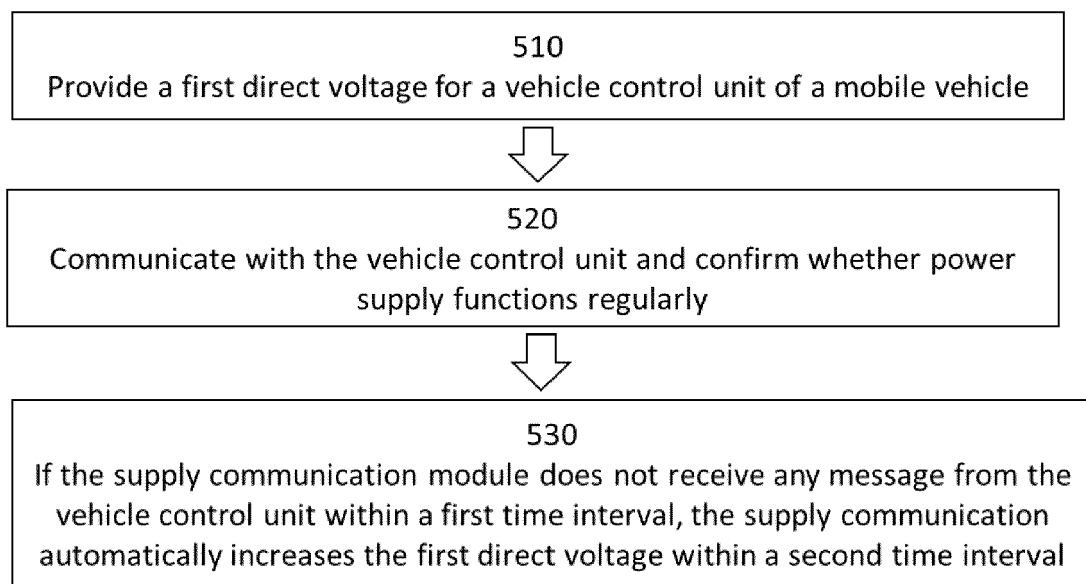 510
Provide a first direct voltage for a vehicle control unit of a mobile vehicle
520
Communicate with the vehicle control unit and confirm whether power
supply functions regularly
530
If the supply communication module does not receive any message from the
vehicle control unit within a first time interval, the supply communication
automatically increases the first direct voltage within a second time interval